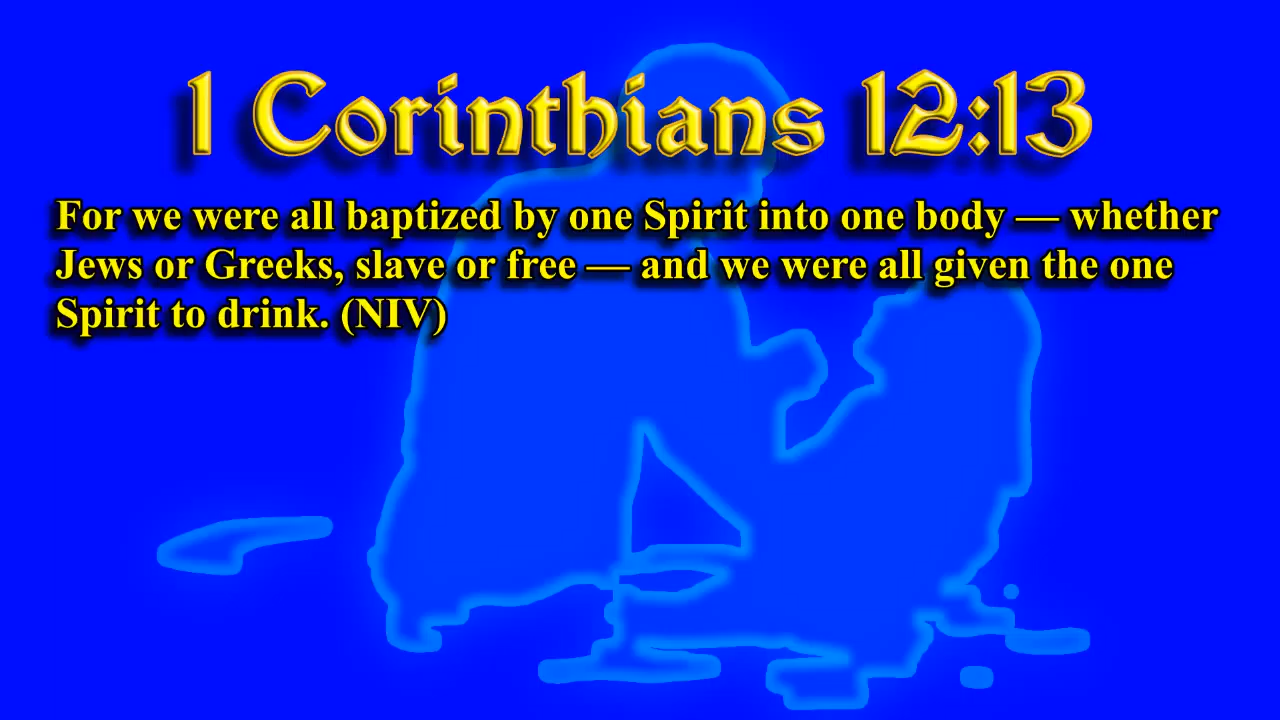 1 Corinthians 12:13
For we were all baptized by one Spirit into one body — whether
Jews or Greeks, slave or free — and we were all given the one
Spirit to drink. (NIV)